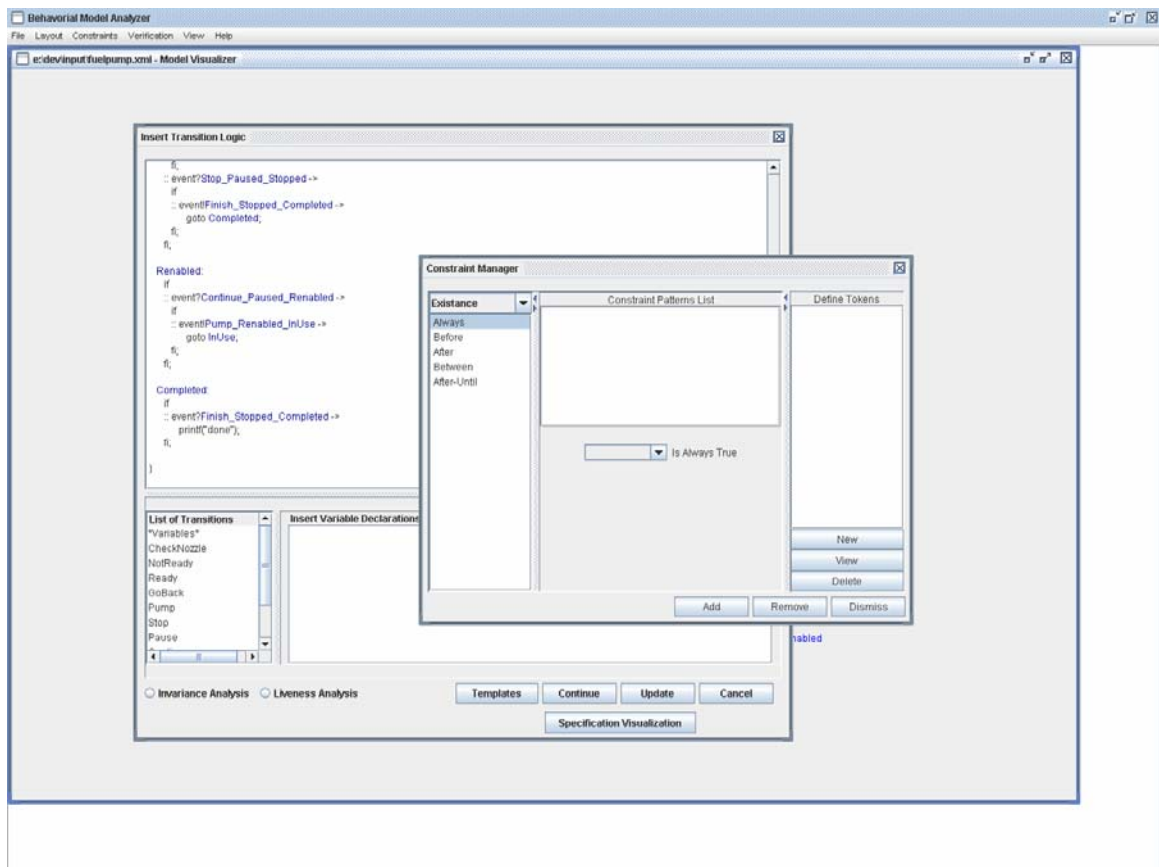 Behavorial Model Analyzer
File Layout Constraints Verification View Help
e:\dev\input\fuelpump.xml - Model Visualizer
Insert Transition Logic
fi;
:: event?Stop_Paused_Stopped ->
if
:: event!Finish_Stopped_Completed ->
goto Completed;
fi;
fi;
Renabled:
if
:: event?Continue_Paused_Renabled ->
if
:: event!Pump_Renabled_InUse ->
goto InUse;
fi;
fi;
Completed:
if
:: event?Finish_Stopped_Completed ->
printf("done");
fi;
}
List of Transitions
*Variables*
CheckNozzle
NotReady
Ready
GoBack
Pump
Stop
Pause
Insert Variable Declarations
Invariance Analysis Liveness Analysis
Templates Continue Update Cancel
Specification Visualization
Constraint Manager
Existance
Always
Before
After
Between
After-Until
Constraint Patterns List
Is Always True
Define Tokens
New
View
Delete
Add Remove Dismiss
nabled